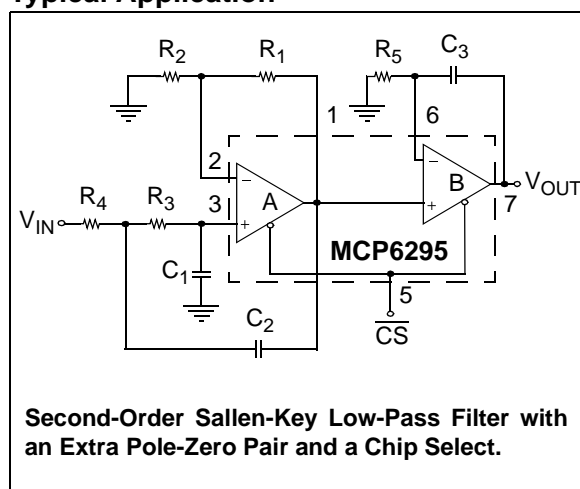 Typical Application
R2
R1
R5
C3
1
6
2
−
−
R4
R3
3
A
B
VOUT
VIN
+
+
7
MCP6295
C1
5
C2
CS
Second-Order Sallen-Key Low-Pass Filter with
an Extra Pole-Zero Pair and a Chip Select.